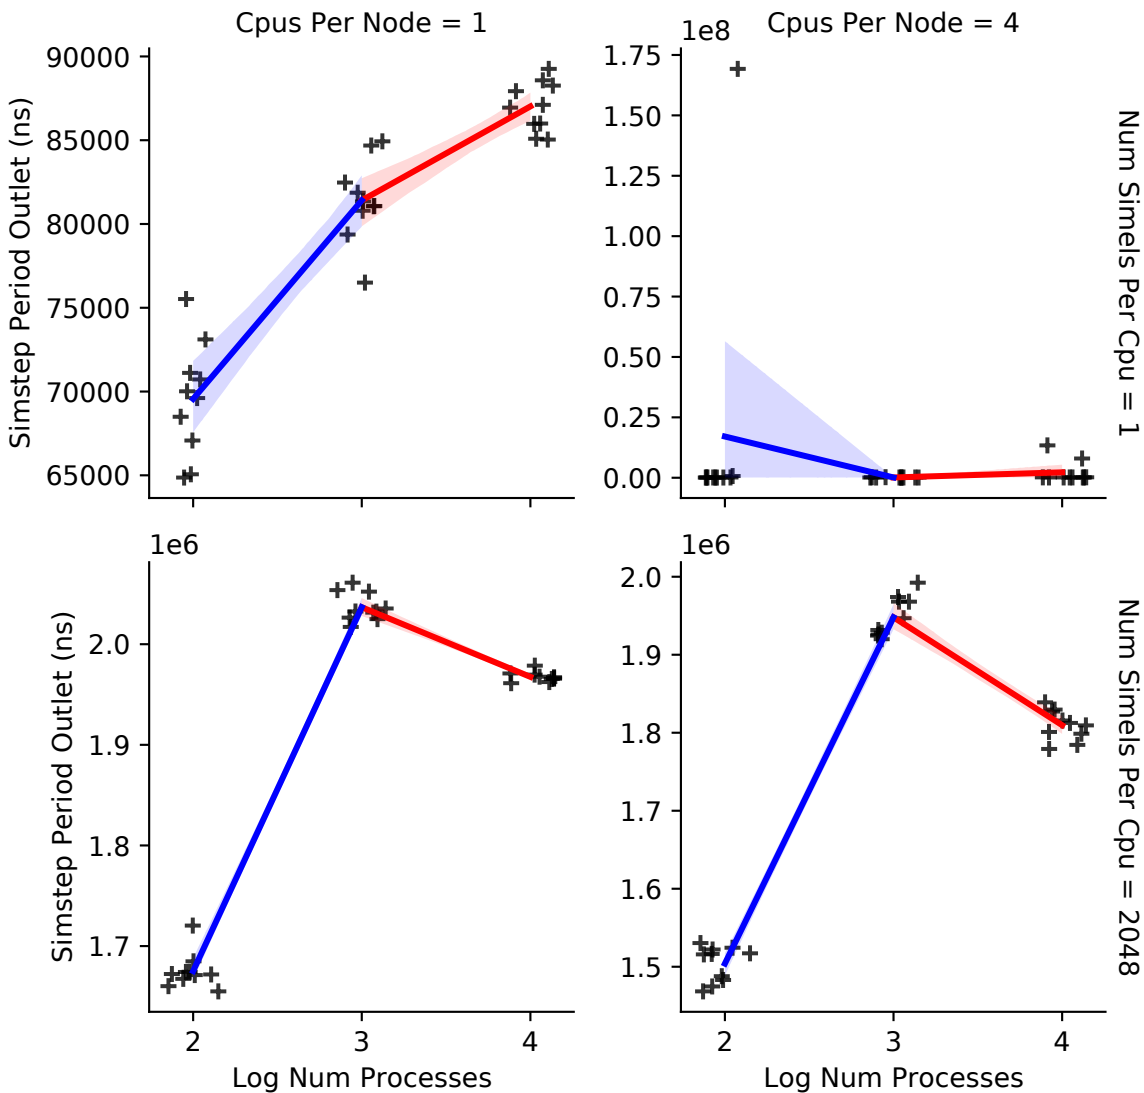 Cpus Per Node = 1
Cpus Per Node = 4
1e8
90000
85000
80000
75000
70000
65000
Simstep Period Outlet (ns)
1.75
1.50
1.25
1.00
0.75
0.50
0.25
0.00
Num Simels Per Cpu = 1
1e6
2.0
1.9
1.8
1.7
Simstep Period Outlet (ns)
2
3
4
Log Num Processes
1e6
2.0
1.9
1.8
1.7
1.6
1.5
2
3
4
Log Num Processes
Num Simels Per Cpu = 2048